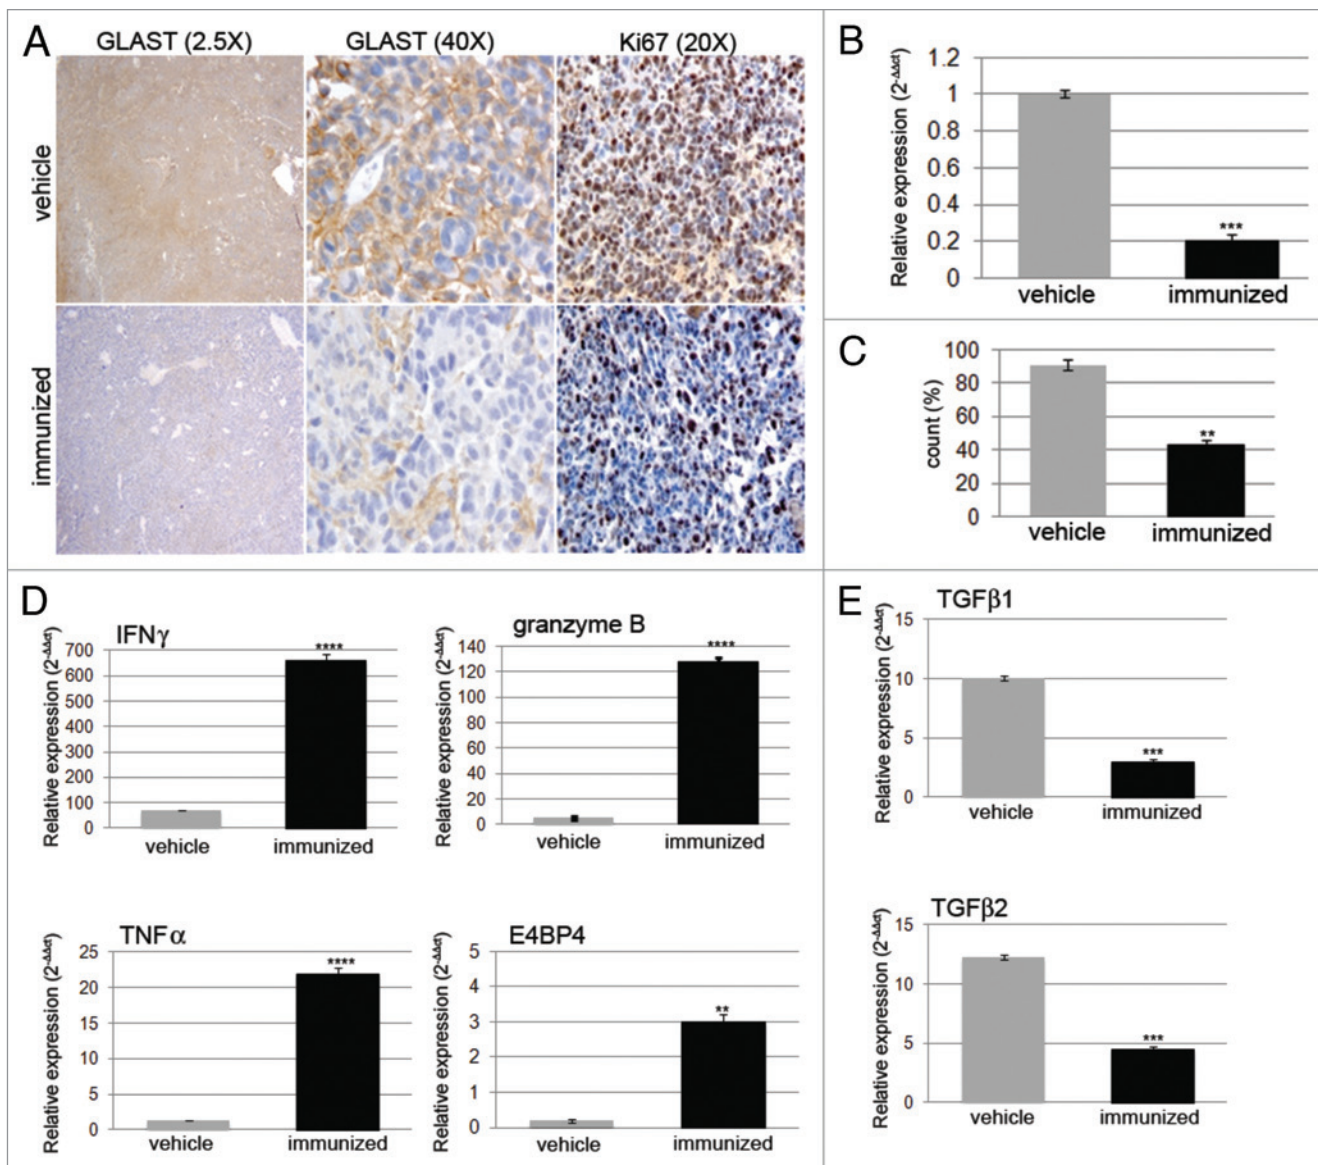 A
GLAST (2.5X) GLAST (40X) Ki67 (20X)
vehicle
immunized
B
Relative expression (2-ΔΔct)
1.2
1
0.8
0.6
0.4
0.2
0
***
vehicle immunized
C
count (%)
100
80
60
40
20
0
**
vehicle immunized
D
IFNγ
Relative expression (2-ΔΔct)
700
600
500
400
300
200
100
0
****
vehicle immunized
granzyme B
Relative expression (2-ΔΔct)
140
120
100
80
60
40
20
0
****
vehicle immunized
TNFα
Relative expression (2-ΔΔct)
25
20
15
10
5
0
****
vehicle immunized
E4BP4
Relative expression (2-ΔΔct)
5
4
3
2
1
0
**
vehicle immunized
E
TGFβ1
Relative expression (2-ΔΔct)
15
10
5
0
***
vehicle immunized
TGFβ2
Relative expression (2-ΔΔct)
15
10
5
0
***
vehicle immunized